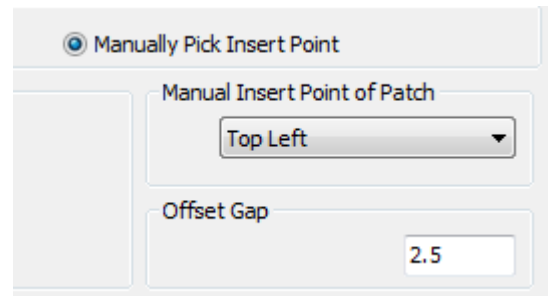 Manually Pick Insert Point
Manual Insert Point of Patch
Top Left
Offset Gap
2.5